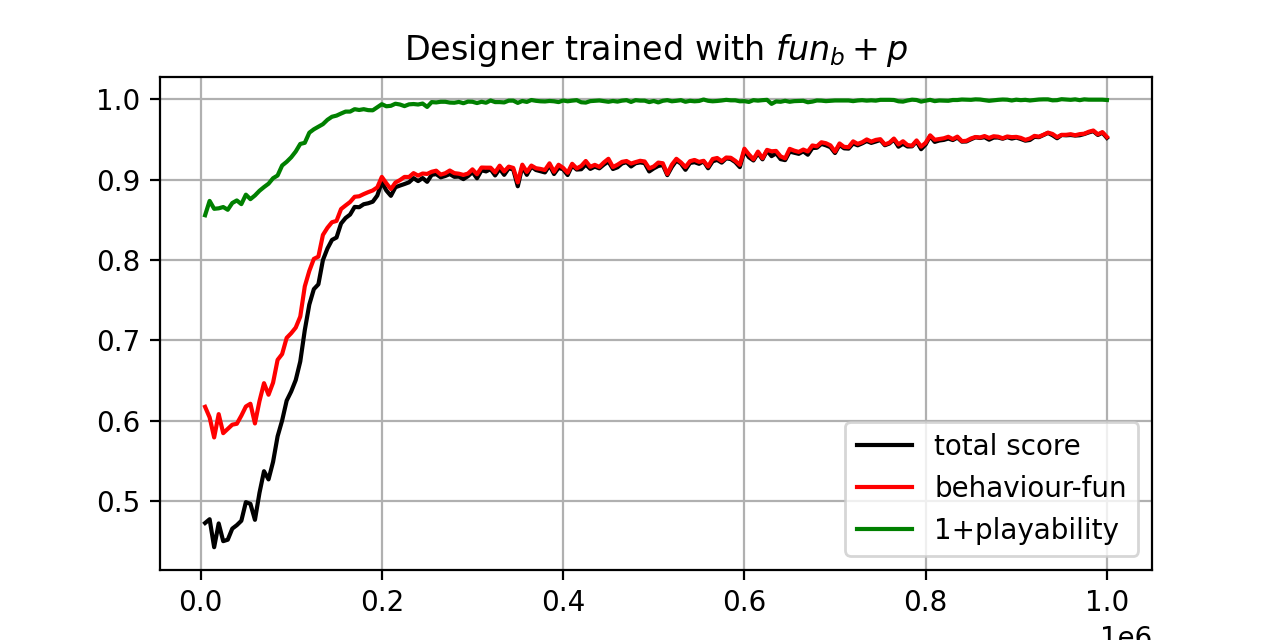 Designer trained with fun_b + p
1.0
0.9
0.8
0.7
0.6
0.5
total score
behaviour-fun
1+playability
0.0 0.2 0.4 0.6 0.8 1.0
1e6